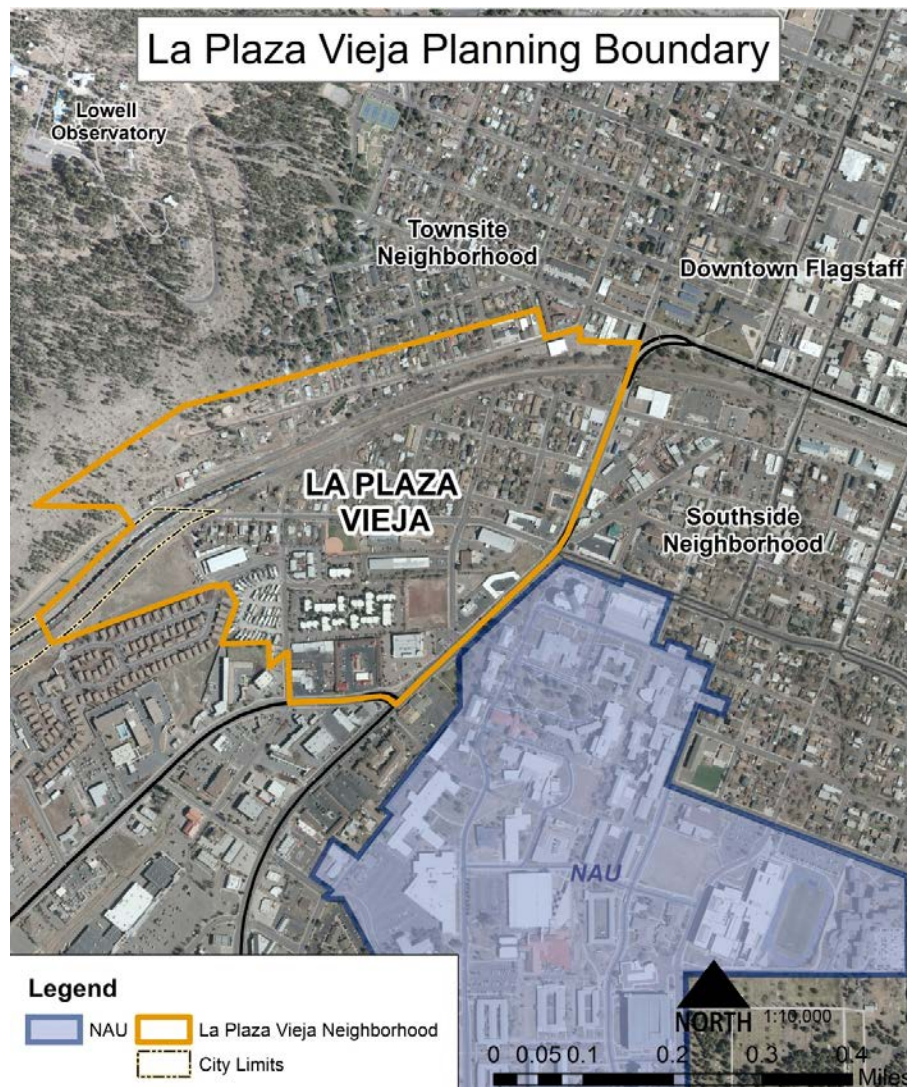 La Plaza Vieja Planning Boundary
Lowell
Observatory
Townsite
Neighborhood
Downtown Flagstaff
LA PLAZA
VIEJA
Southside
Neighborhood
NAU
Legend
NAU
La Plaza Vieja Neighborhood
City Limits
NORTH
1:10,000
0 0.05 0.1 0.2 0.3 0.4
Miles